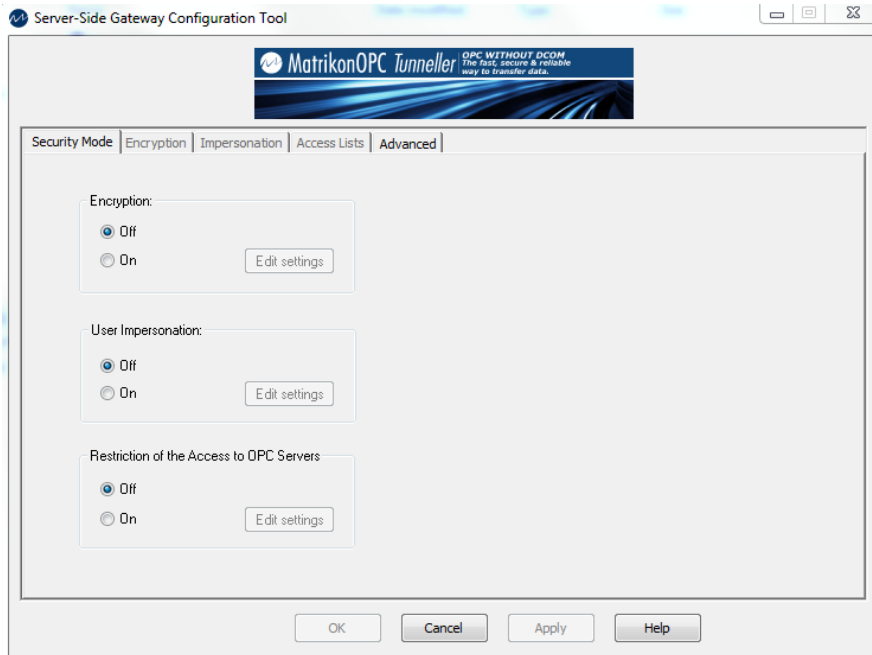 Server-Side Gateway Configuration Tool
MatrikonOPC Tunneller
OPC WITHOUT DCOM
The fast, secure & reliable
way to transfer data.
Security Mode Encryption Impersonation Access Lists Advanced
Encryption:
Off
On Edit settings
User Impersonation:
Off
On Edit settings
Restriction of the Access to OPC Servers
Off
On Edit settings
OK Cancel Apply Help